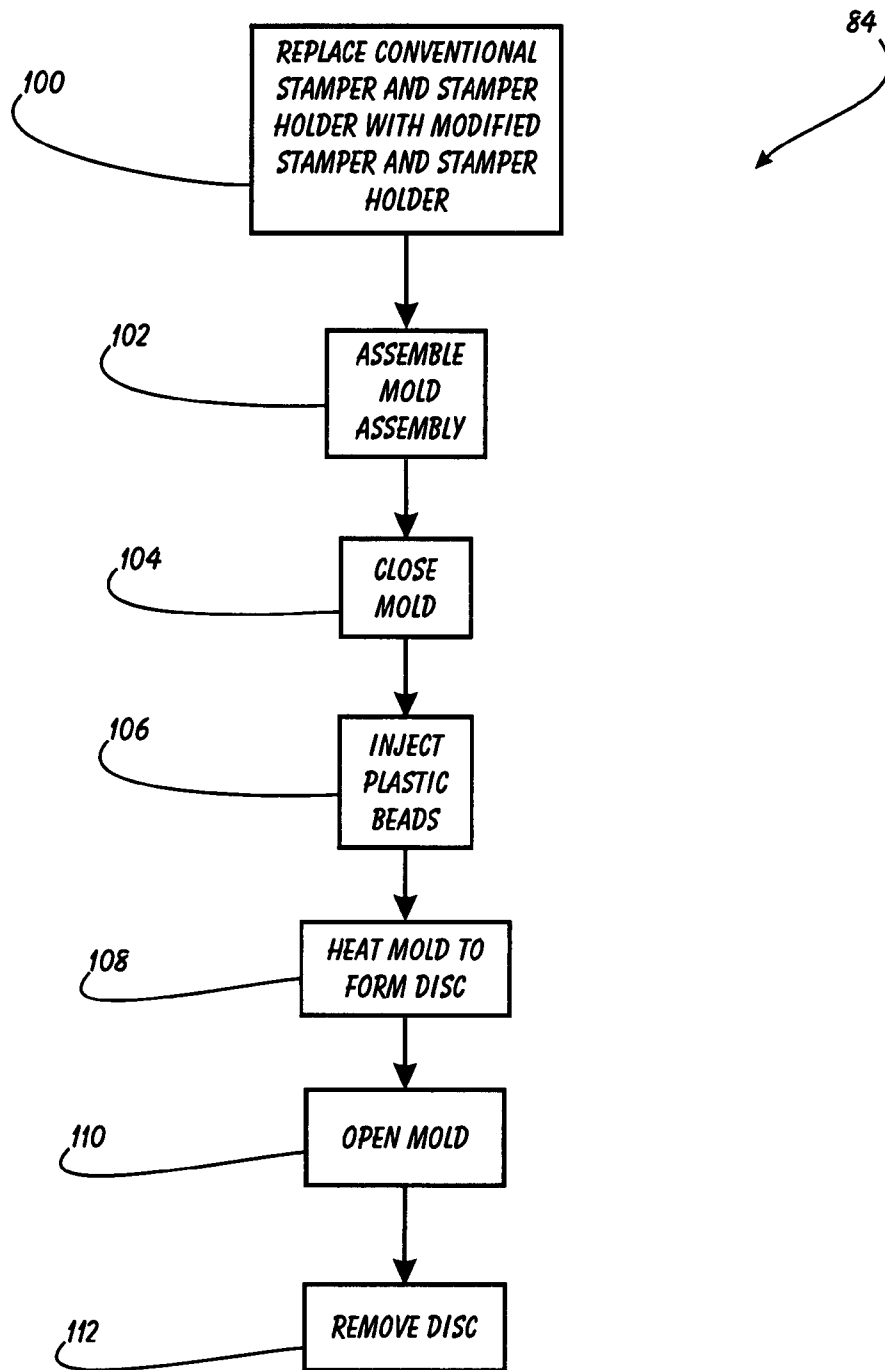 84
100
REPLACE CONVENTIONAL
STAMPER AND STAMPER
HOLDER WITH MODIFIED
STAMPER AND STAMPER
HOLDER
102
ASSEMBLE
MOLD
ASSEMBLY
104
CLOSE
MOLD
106
INJECT
PLASTIC
BEADS
108
HEAT MOLD TO
FORM DISC
110
OPEN MOLD
112
REMOVE DISC